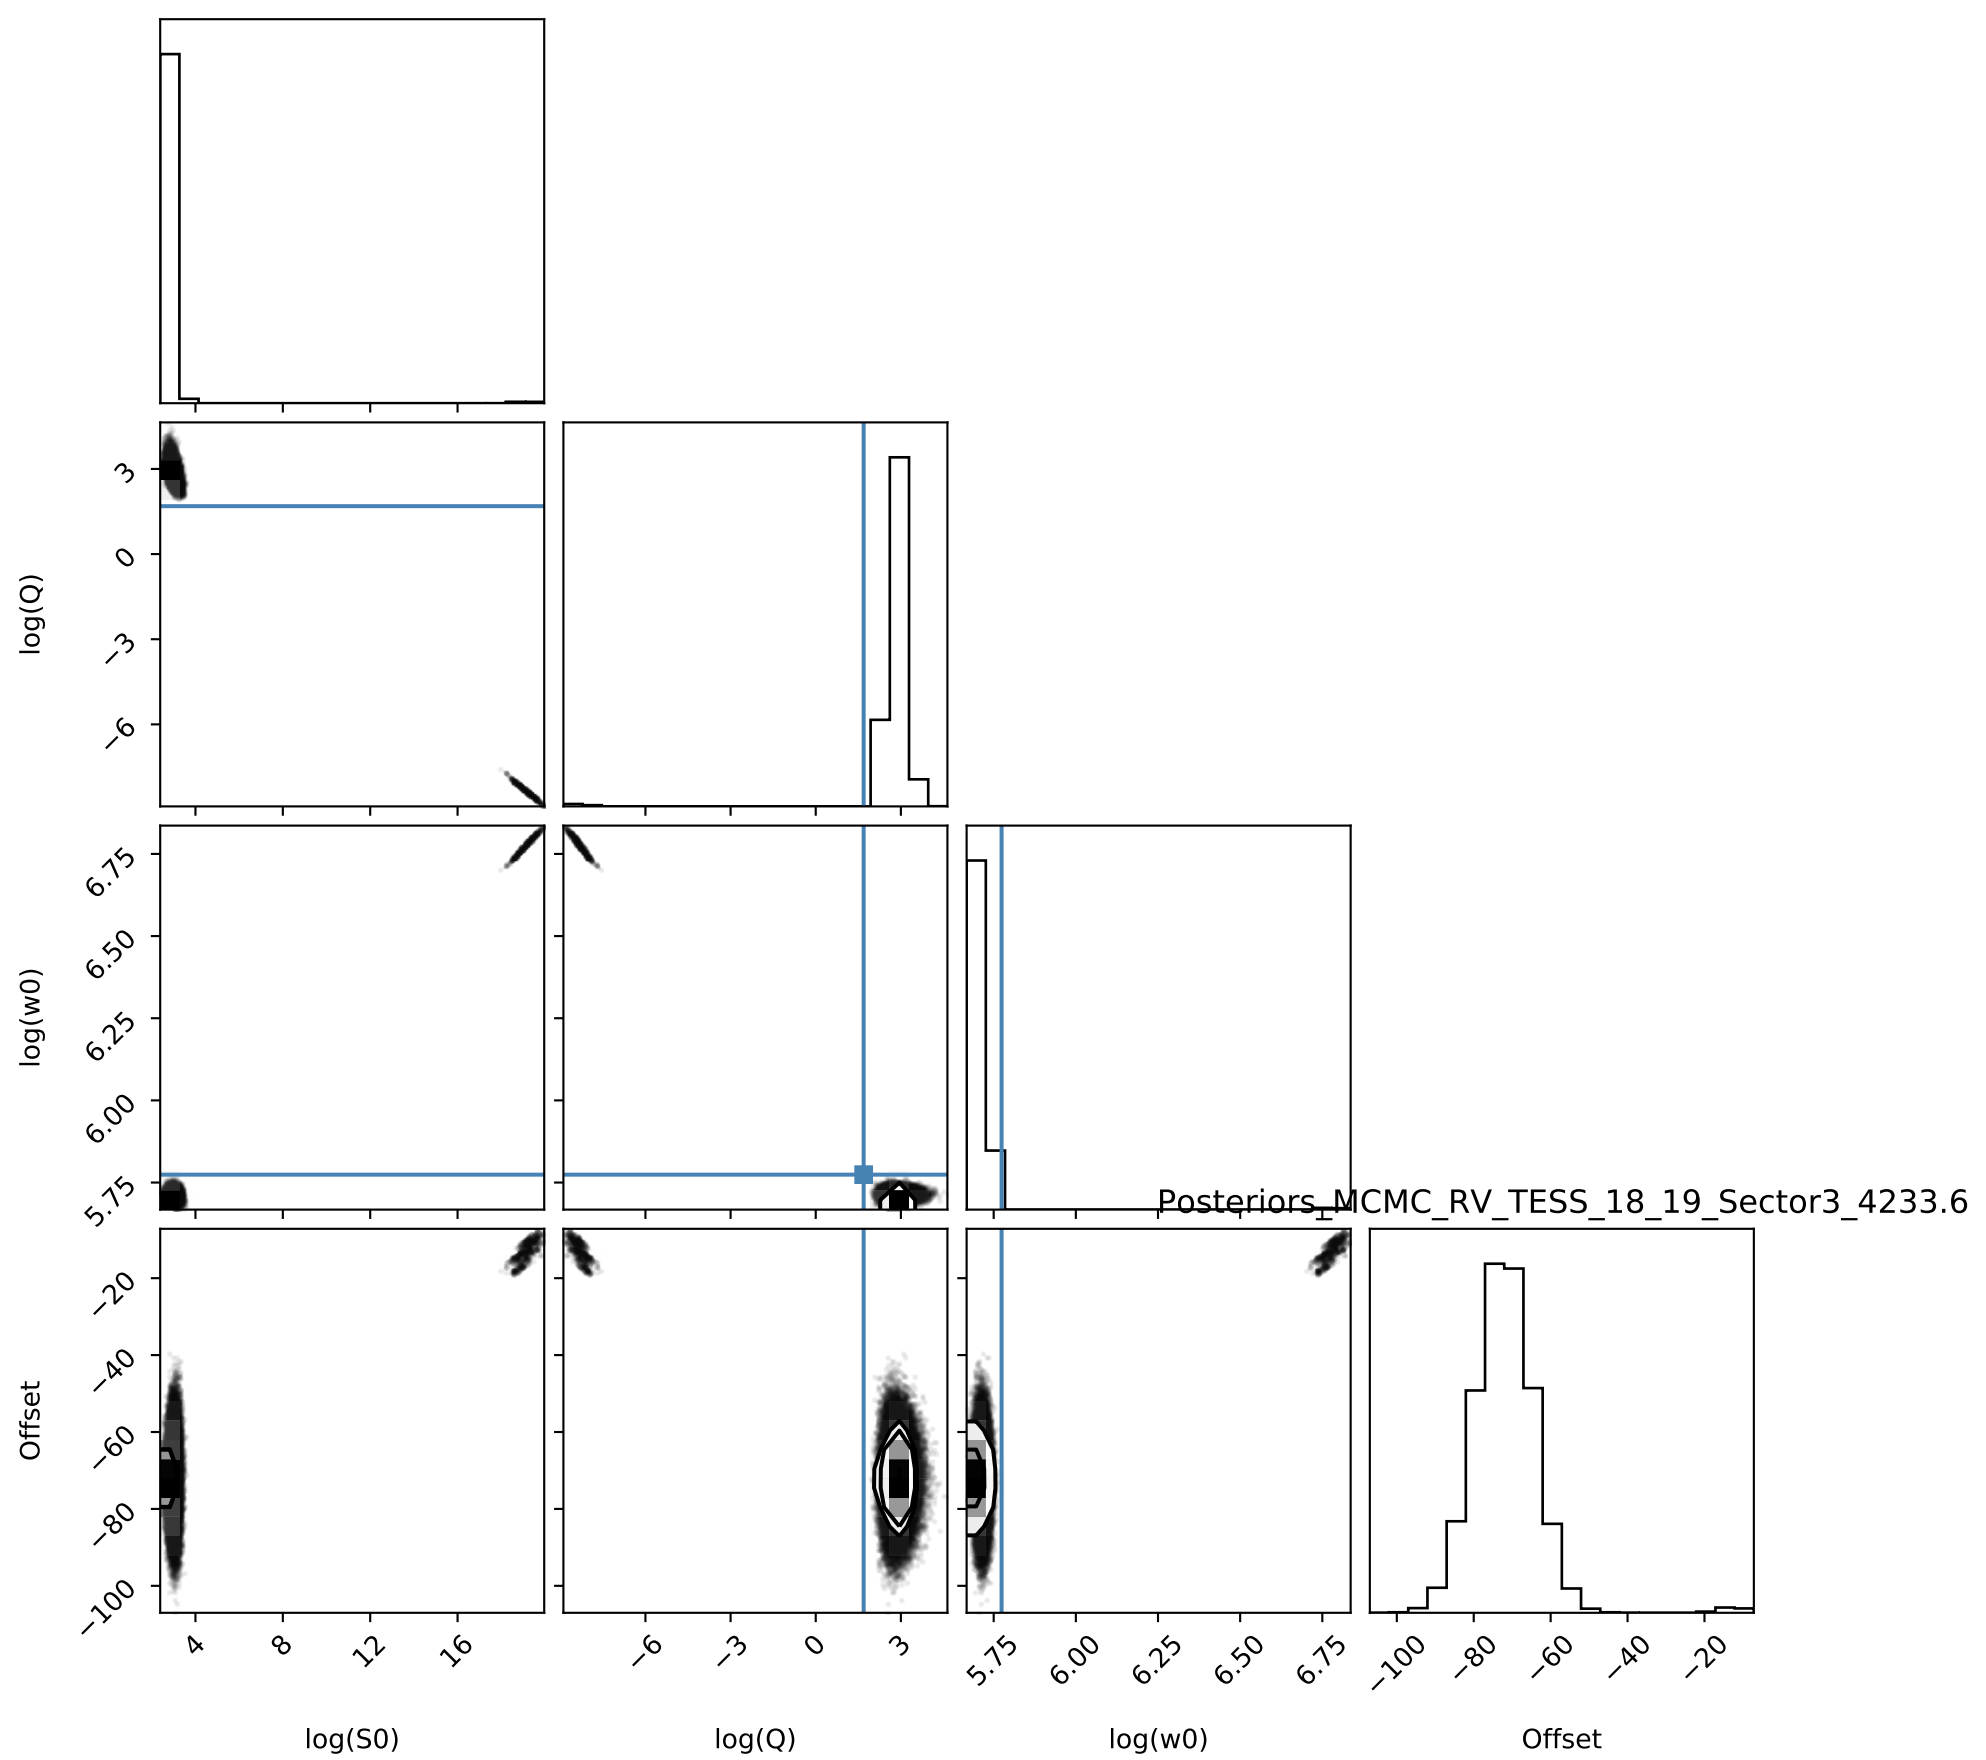 3
0
−3
−6
log(Q)
6.75
6.50
6.25
6.00
5.75
log(w0)
Posteriors_MCMC_RV_TESS_18_19_Sector3_4233.6
−20
−40
−60
−80
−100
Offset
4 8 12 16
−6 −3 0 3
5.75 6.00 6.25 6.50 6.75
−100 −80 −60 −40 −20
log(S0) log(Q) log(w0) Offset